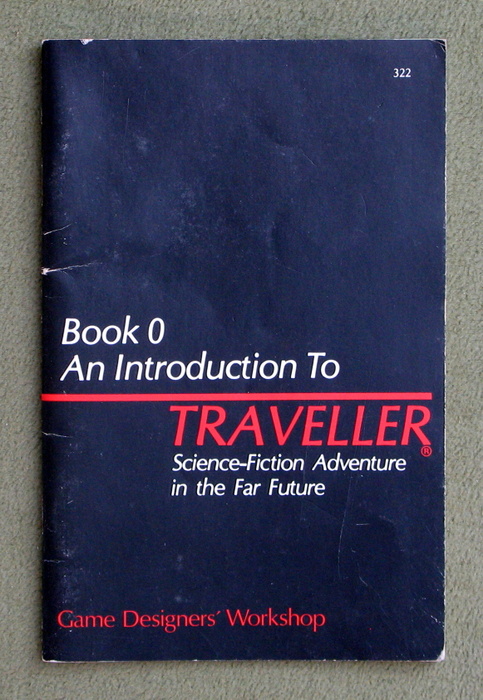 322
Book 0
An Introduction To
TRAVELLER®
Science-Fiction Adventure
in the Far Future
Game Designers' Workshop